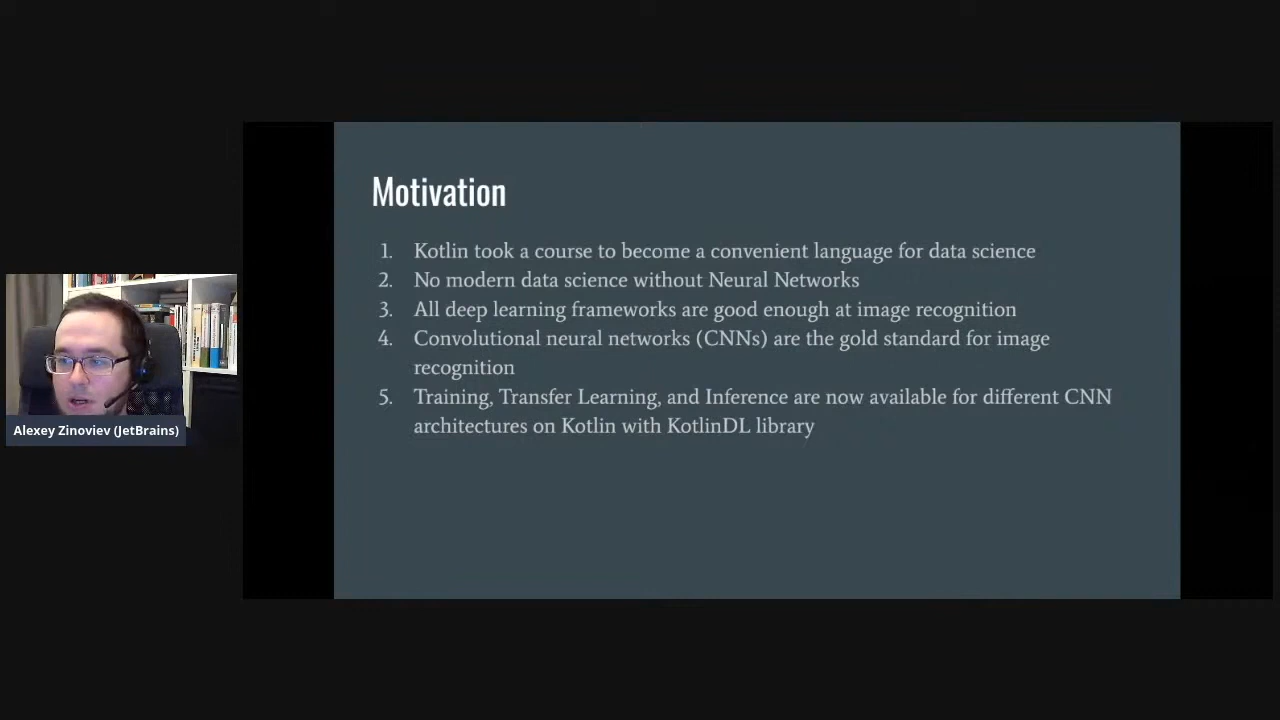 Motivation
1. Kotlin took a course to become a convenient language for data science
2. No modern data science without Neural Networks
3. All deep learning frameworks are good enough at image recognition
4. Convolutional neural networks (CNNs) are the gold standard for image
recognition
5. Training, Transfer Learning, and Inference are now available for different CNN
architectures on Kotlin with KotlinDL library
Alexey Zinoviev (JetBrains)